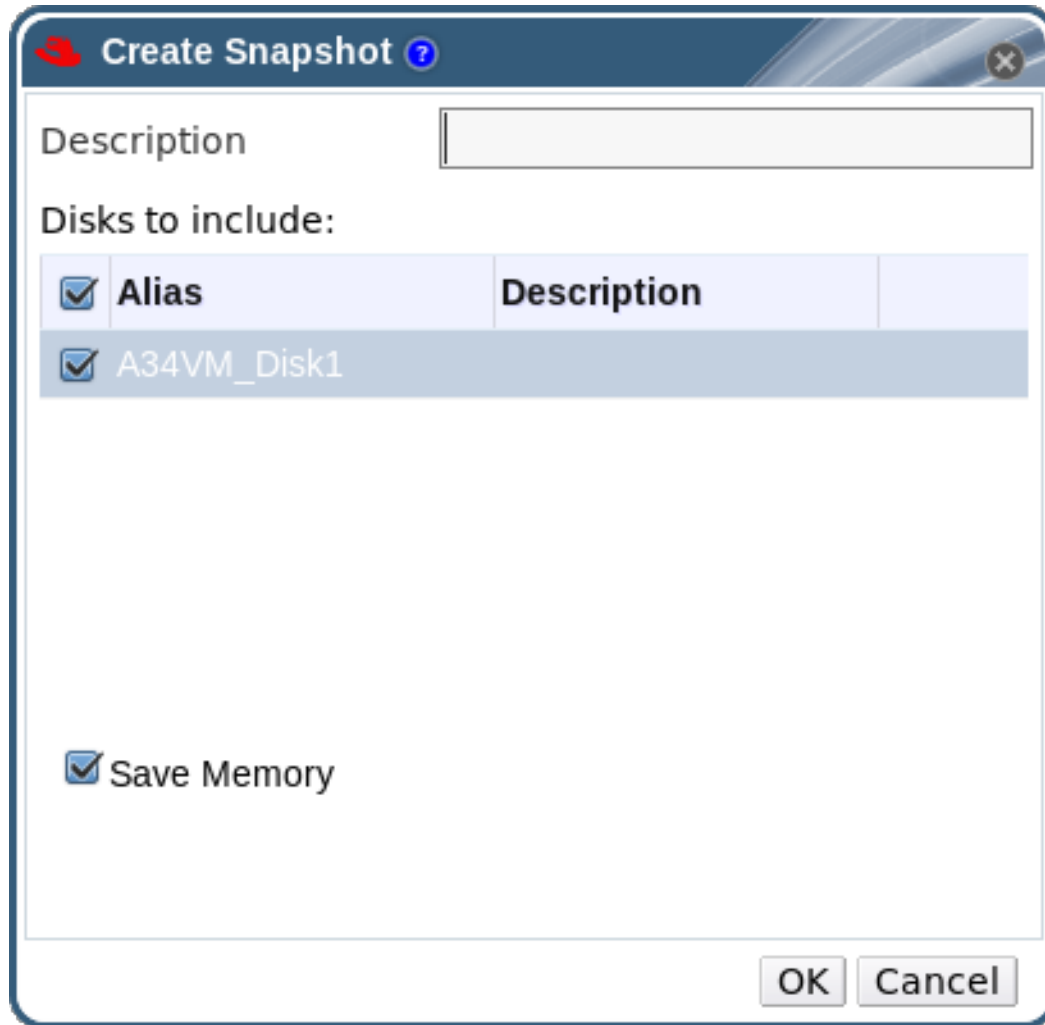 Create Snapshot ?
Description
Disks to include:
Alias Description
A34VM_Disk1
Save Memory
OK Cancel